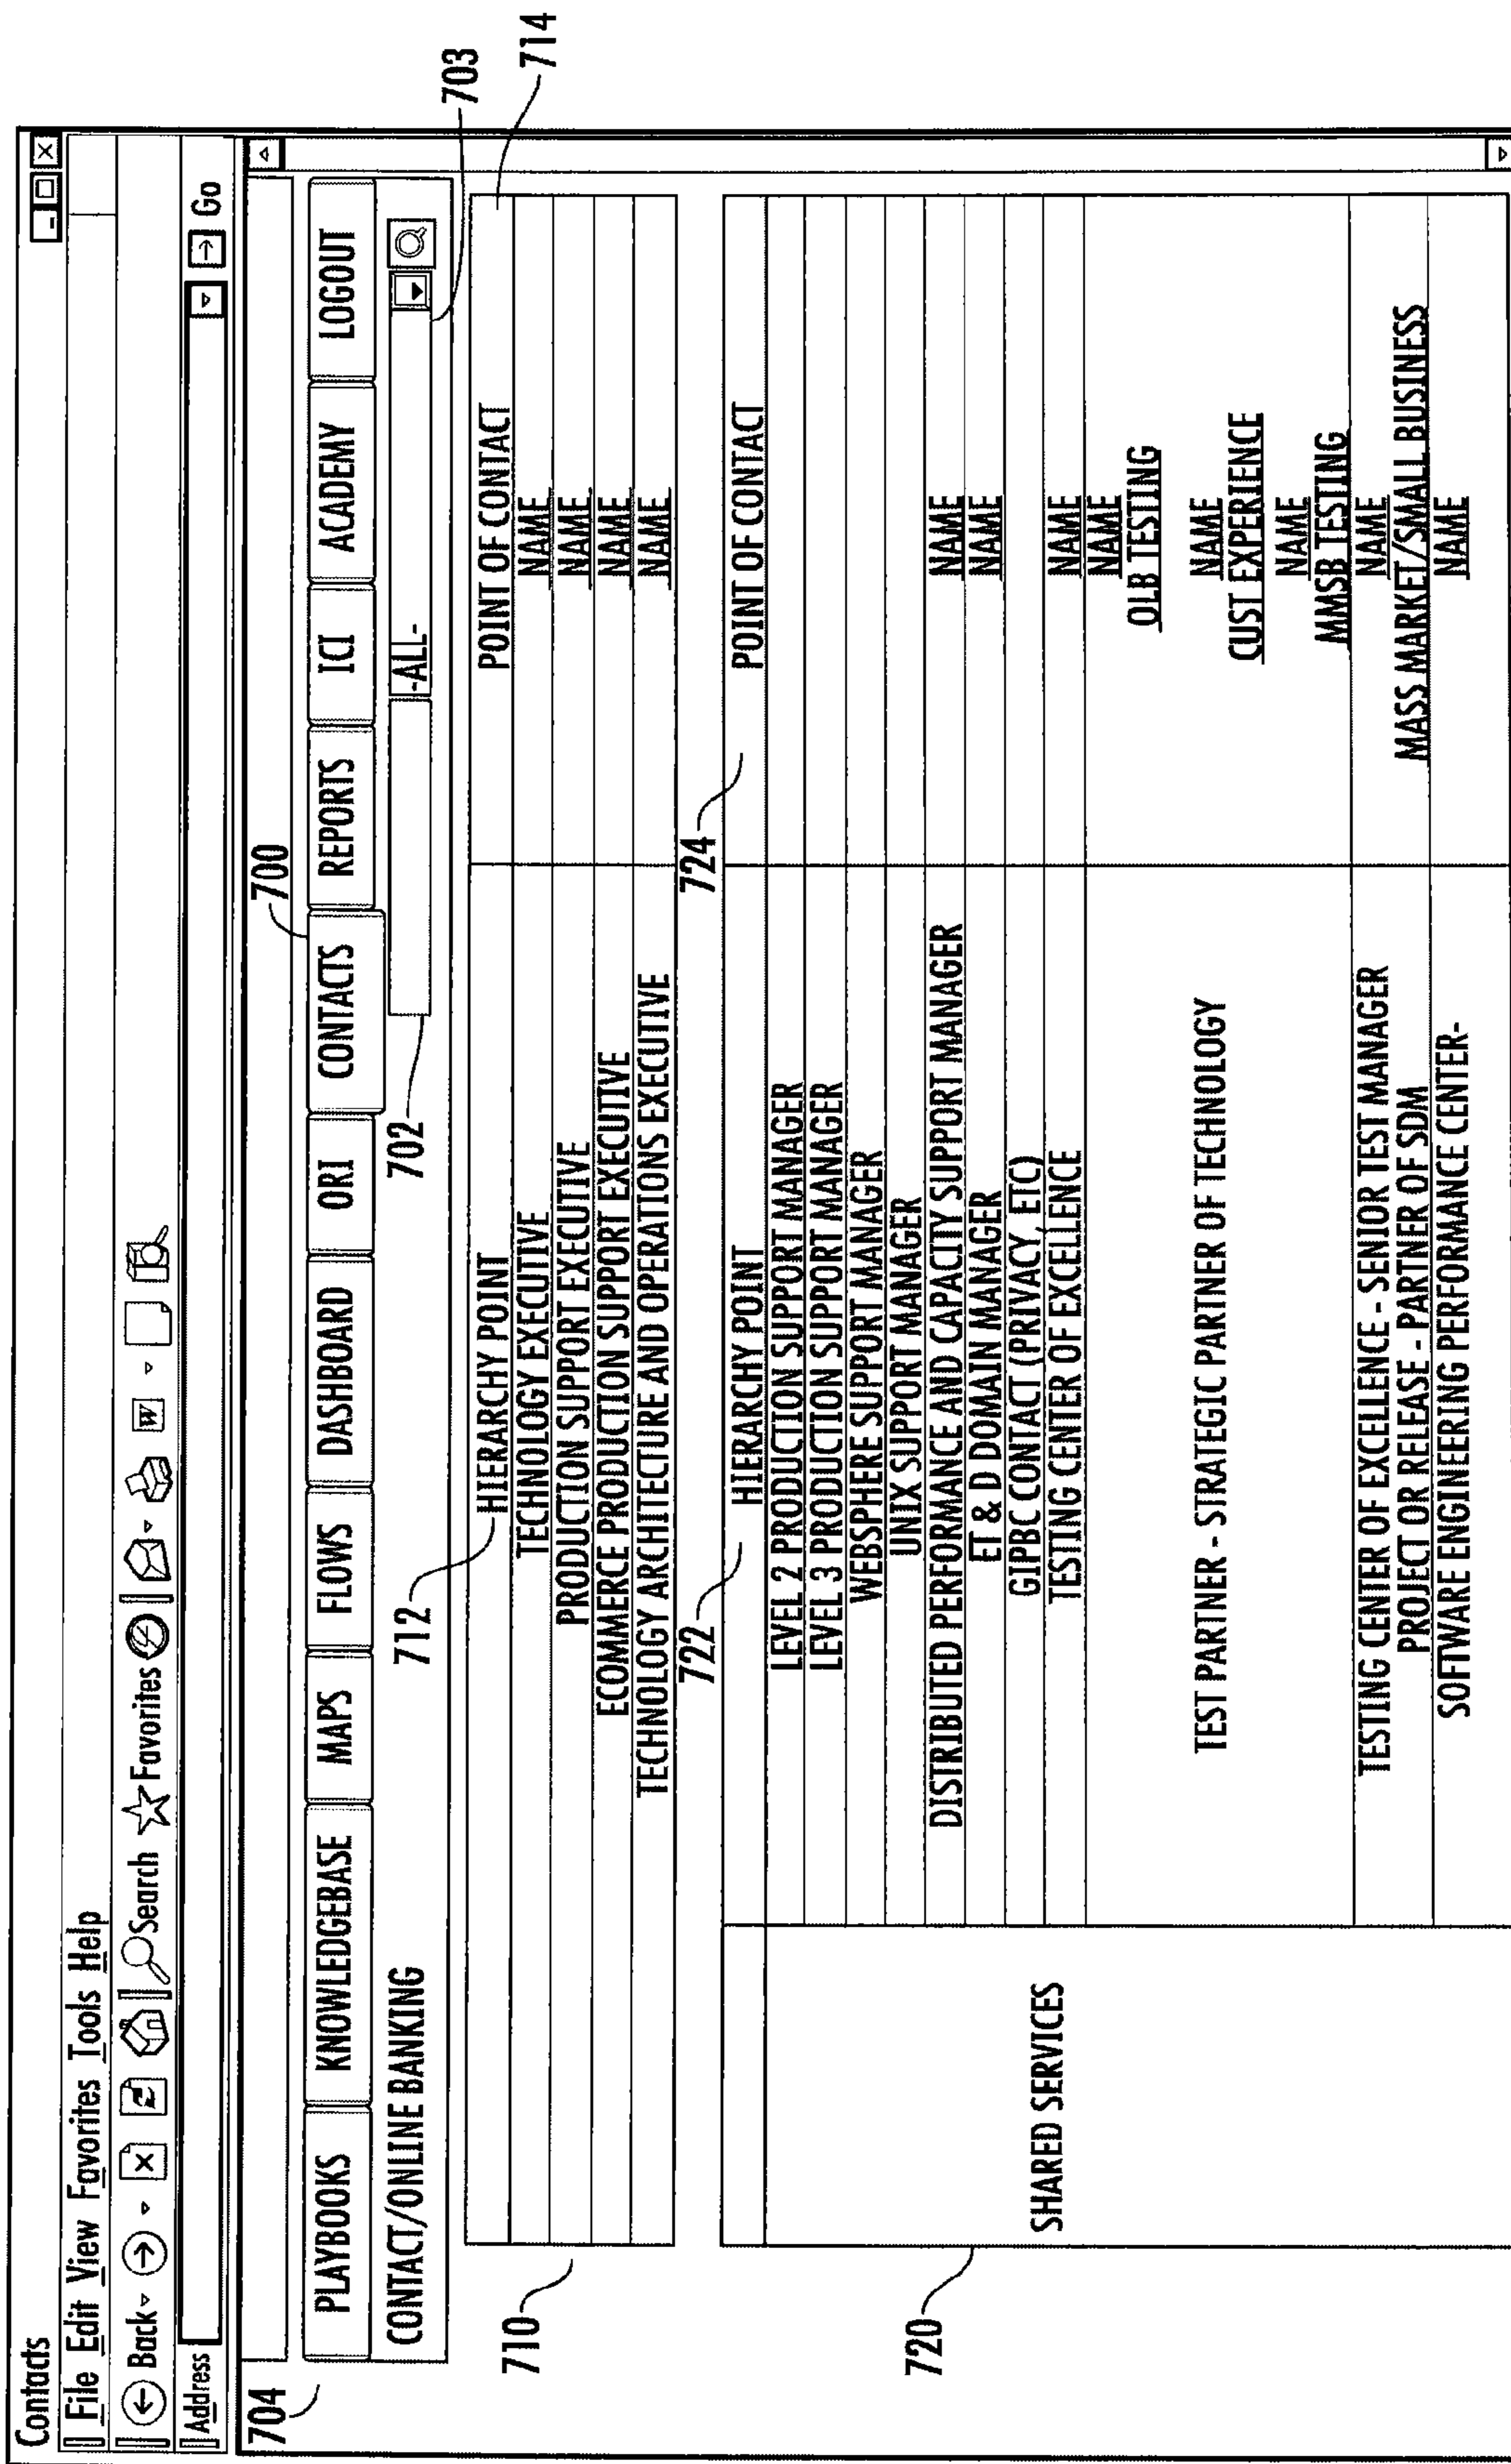 Contacts
File Edit View Favorites Tools Help
Back Search Favorites W
Address Go
704 700
PLAYBOOKS KNOWLEDGEBASE MAPS FLOWS DASHBOARD ORI CONTACTS REPORTS ICI ACADEMY LOGOUT
CONTACT/ONLINE BANKING -ALL-
702 703
712 714
HIERARCHY POINT POINT OF CONTACT
TECHNOLOGY EXECUTIVE NAME
PRODUCTION SUPPORT EXECUTIVE NAME
ECOMMERCE PRODUCTION SUPPORT EXECUTIVE NAME
TECHNOLOGY ARCHITECTURE AND OPERATIONS EXECUTIVE NAME
710
722 724
HIERARCHY POINT POINT OF CONTACT
LEVEL 2 PRODUCTION SUPPORT MANAGER
LEVEL 3 PRODUCTION SUPPORT MANAGER
WEBSPHERE SUPPORT MANAGER
UNIX SUPPORT MANAGER
DISTRIBUTED PERFORMANCE AND CAPACITY SUPPORT MANAGER NAME
720
ET & D DOMAIN MANAGER NAME
GIPBC CONTACT (PRIVACY, ETC)
SHARED SERVICES
TESTING CENTER OF EXCELLENCE NAME
NAME
OLB TESTING
TEST PARTNER - STRATEGIC PARTNER OF TECHNOLOGY NAME
CUST EXPERIENCE
NAME
MMSB TESTING
TESTING CENTER OF EXCELLENCE - SENIOR TEST MANAGER NAME
PROJECT OR RELEASE - PARTNER OF SDM MASS MARKET/SMALL BUSINESS
SOFTWARE ENGINEERING PERFORMANCE CENTER- NAME